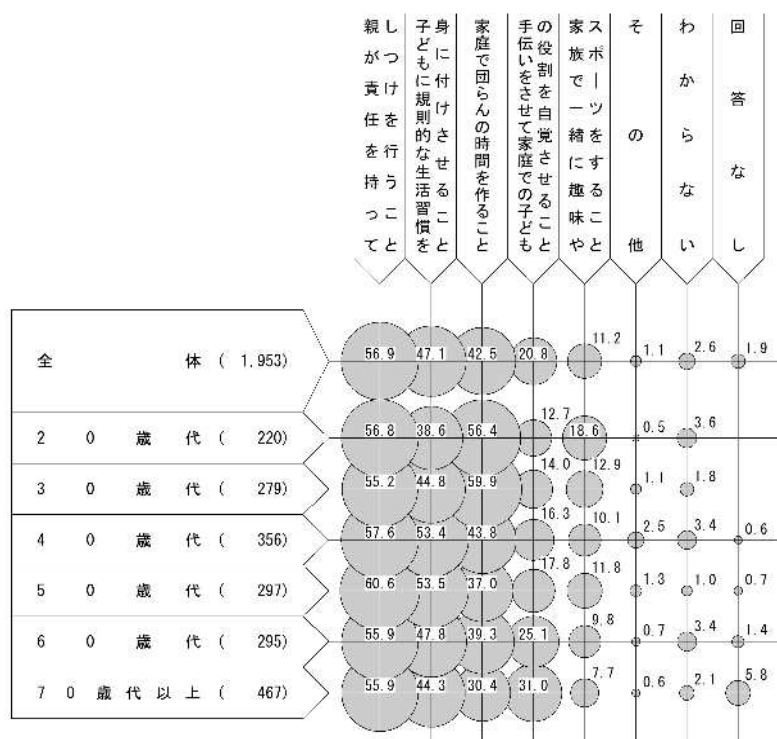 親が責任を持って
しつけを行うこと
子どもに規則的な生活習慣を
身に付けさせること
家庭で団らんの時間を作ること
手伝いをさせて家庭での子ども
の役割を自覚させること
家族で一緒に趣味や
スポーツをすること
その他
わからない
回答なし
全体 ( 1,953) 56.9 47.1 42.5 20.8 11.2 1.1 2.6 1.9
20歳代 ( 220) 56.8 38.6 56.4 12.7 18.6 0.5 3.6
30歳代 ( 279) 55.2 44.8 59.9 14.0 12.9 1.1 1.8
40歳代 ( 356) 57.6 53.4 43.8 16.3 10.1 2.5 3.4 0.6
50歳代 ( 297) 60.6 53.5 37.0 17.8 11.8 1.3 1.0 0.7
60歳代 ( 295) 55.9 47.8 39.3 25.1 9.8 0.7 3.4 1.4
70歳代以上 ( 467) 55.9 44.3 30.4 31.0 7.7 0.6 2.1 5.8